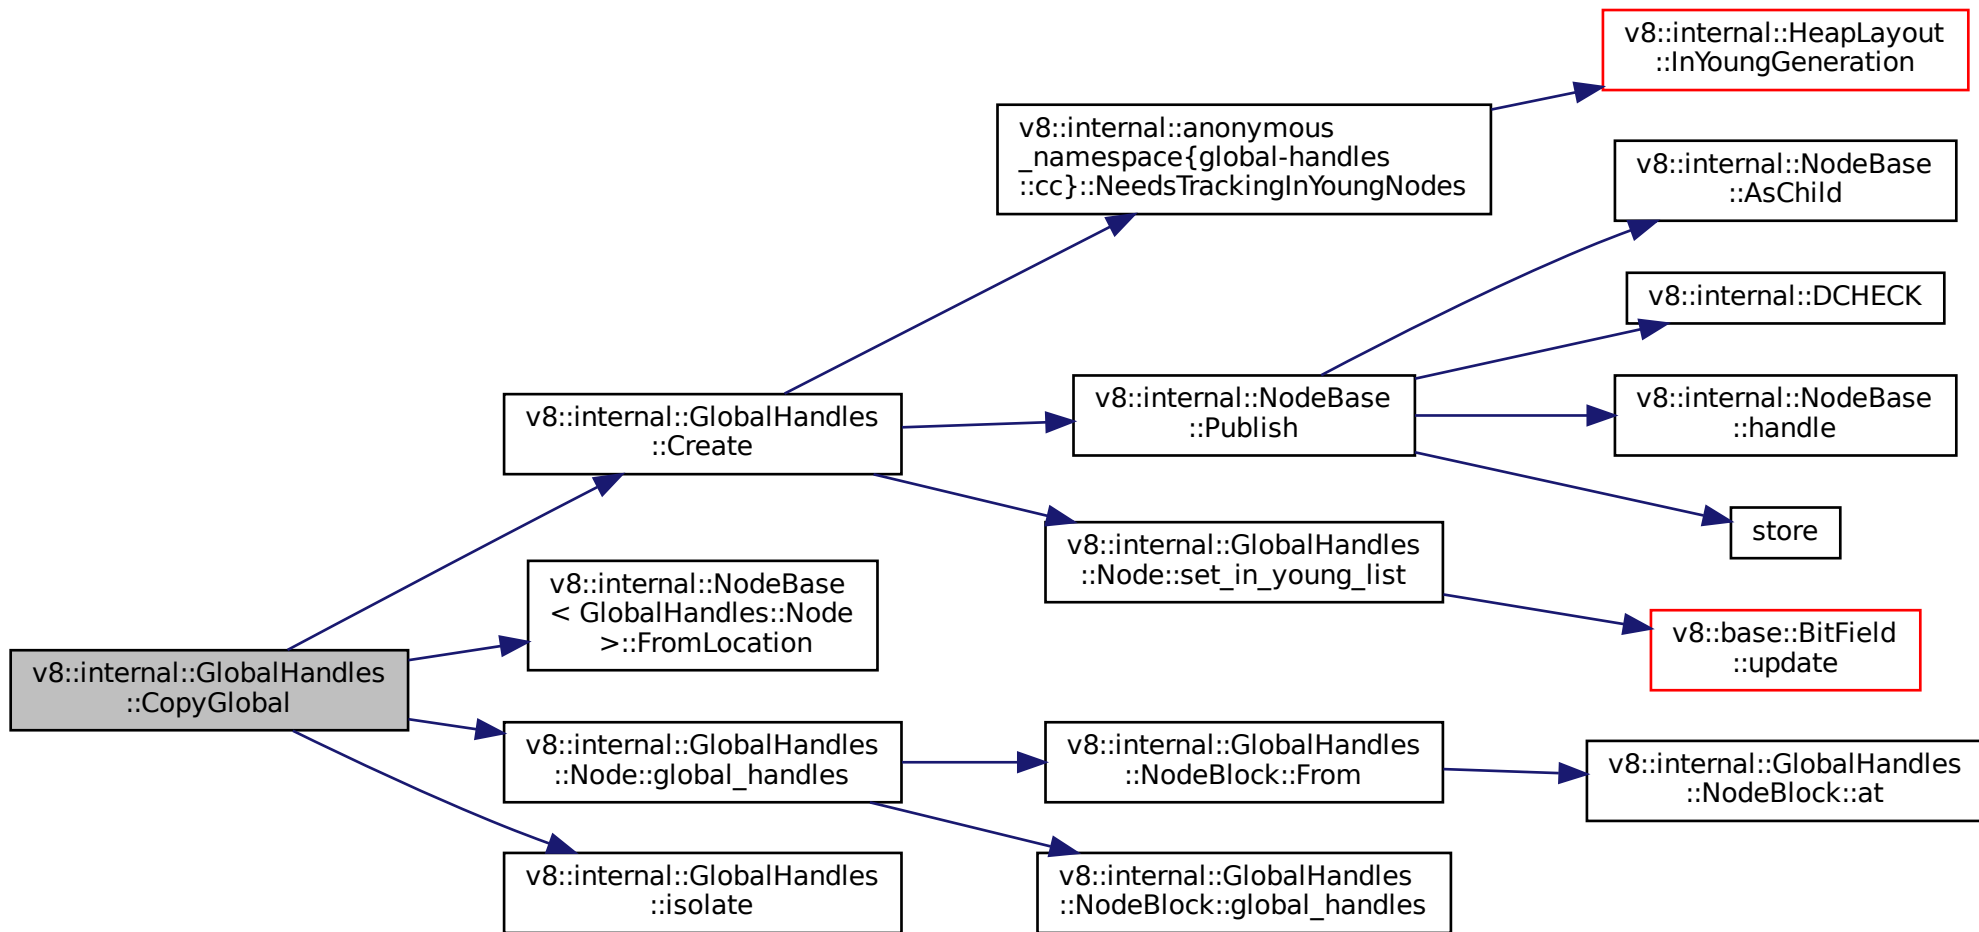 v8::internal::HeapLayout
::InYoungGeneration
v8::internal::anonymous
_namespace{global-handles
::cc}::NeedsTrackingInYoungNodes
v8::internal::NodeBase
::AsChild
v8::internal::DCHECK
v8::internal::NodeBase
::Publish
v8::internal::NodeBase
::handle
v8::internal::GlobalHandles
::Create
store
v8::internal::GlobalHandles
::Node::set_in_young_list
v8::internal::NodeBase
< GlobalHandles::Node
>::FromLocation
v8::base::BitField
::update
v8::internal::GlobalHandles
::CopyGlobal
v8::internal::GlobalHandles
::Node::global_handles
v8::internal::GlobalHandles
::NodeBlock::From
v8::internal::GlobalHandles
::NodeBlock::at
v8::internal::GlobalHandles
::isolate
v8::internal::GlobalHandles
::NodeBlock::global_handles